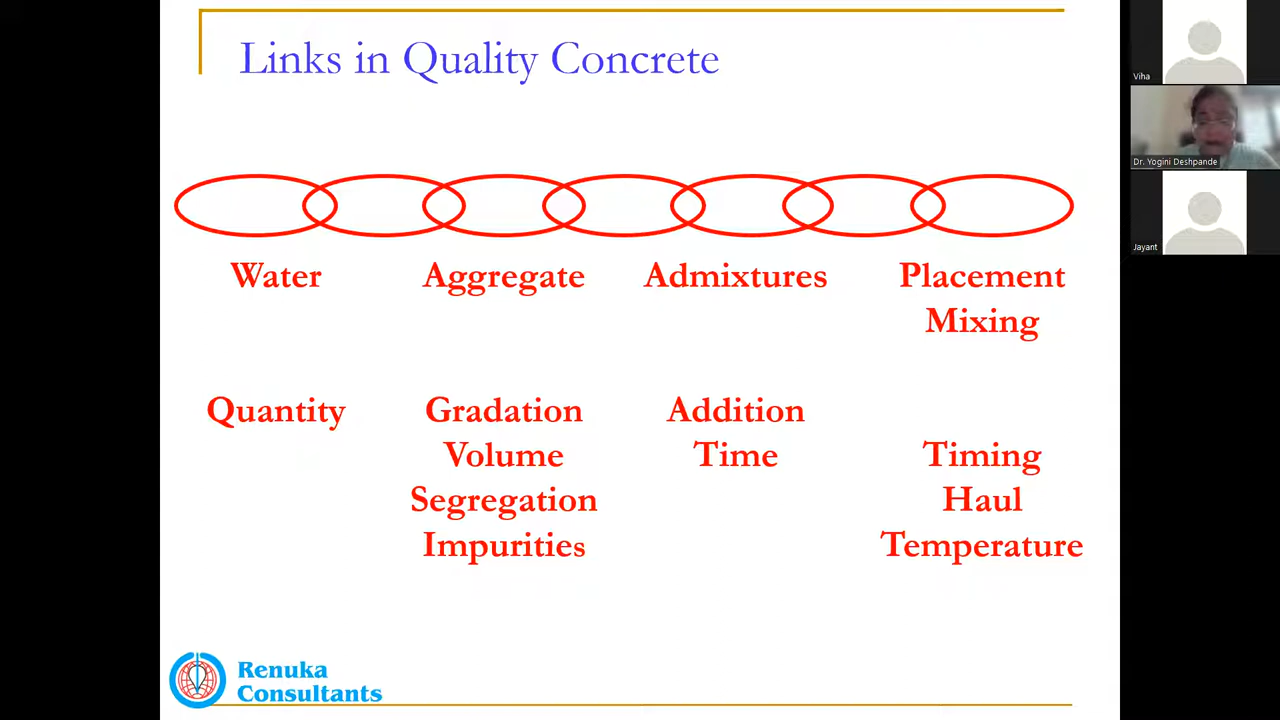 Links in Quality Concrete
Water Aggregate Admixtures Placement
Mixing
Quantity Gradation Addition
Volume Time Timing
Segregation Haul
Impurities Temperature
Renuka
Consultants
Viha
Dr. Yogini Deshpande
Jayant